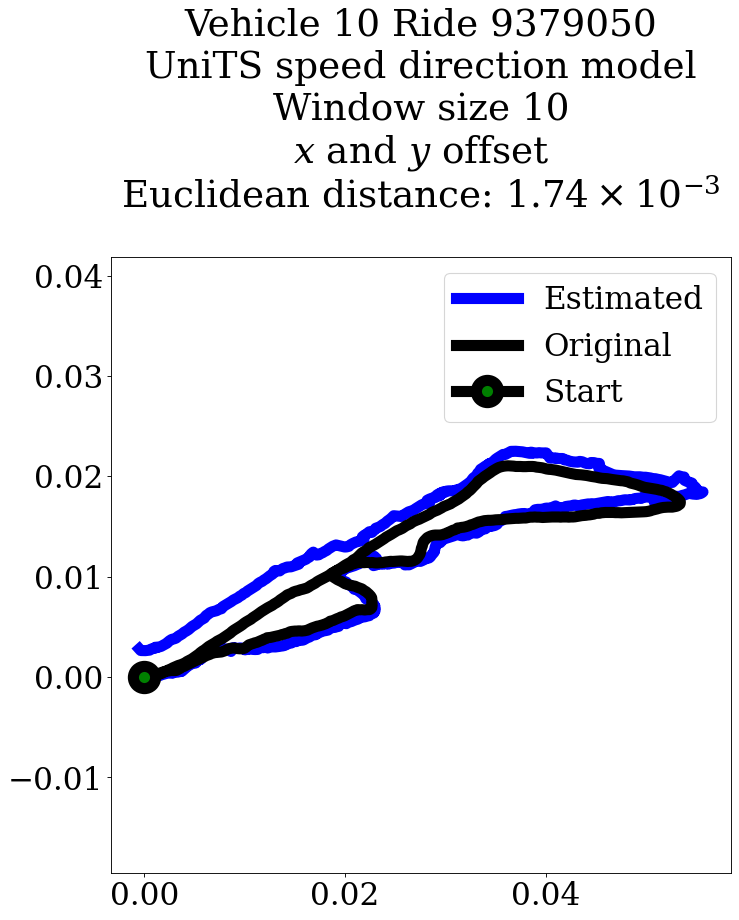 Vehicle 10 Ride 9379050
UniTS speed direction model
Window size 10
x and y offset
Euclidean distance: 1.74 × 10⁻³
Estimated
Original
Start
0.04
0.03
0.02
0.01
0.00
−0.01
0.00 0.02 0.04